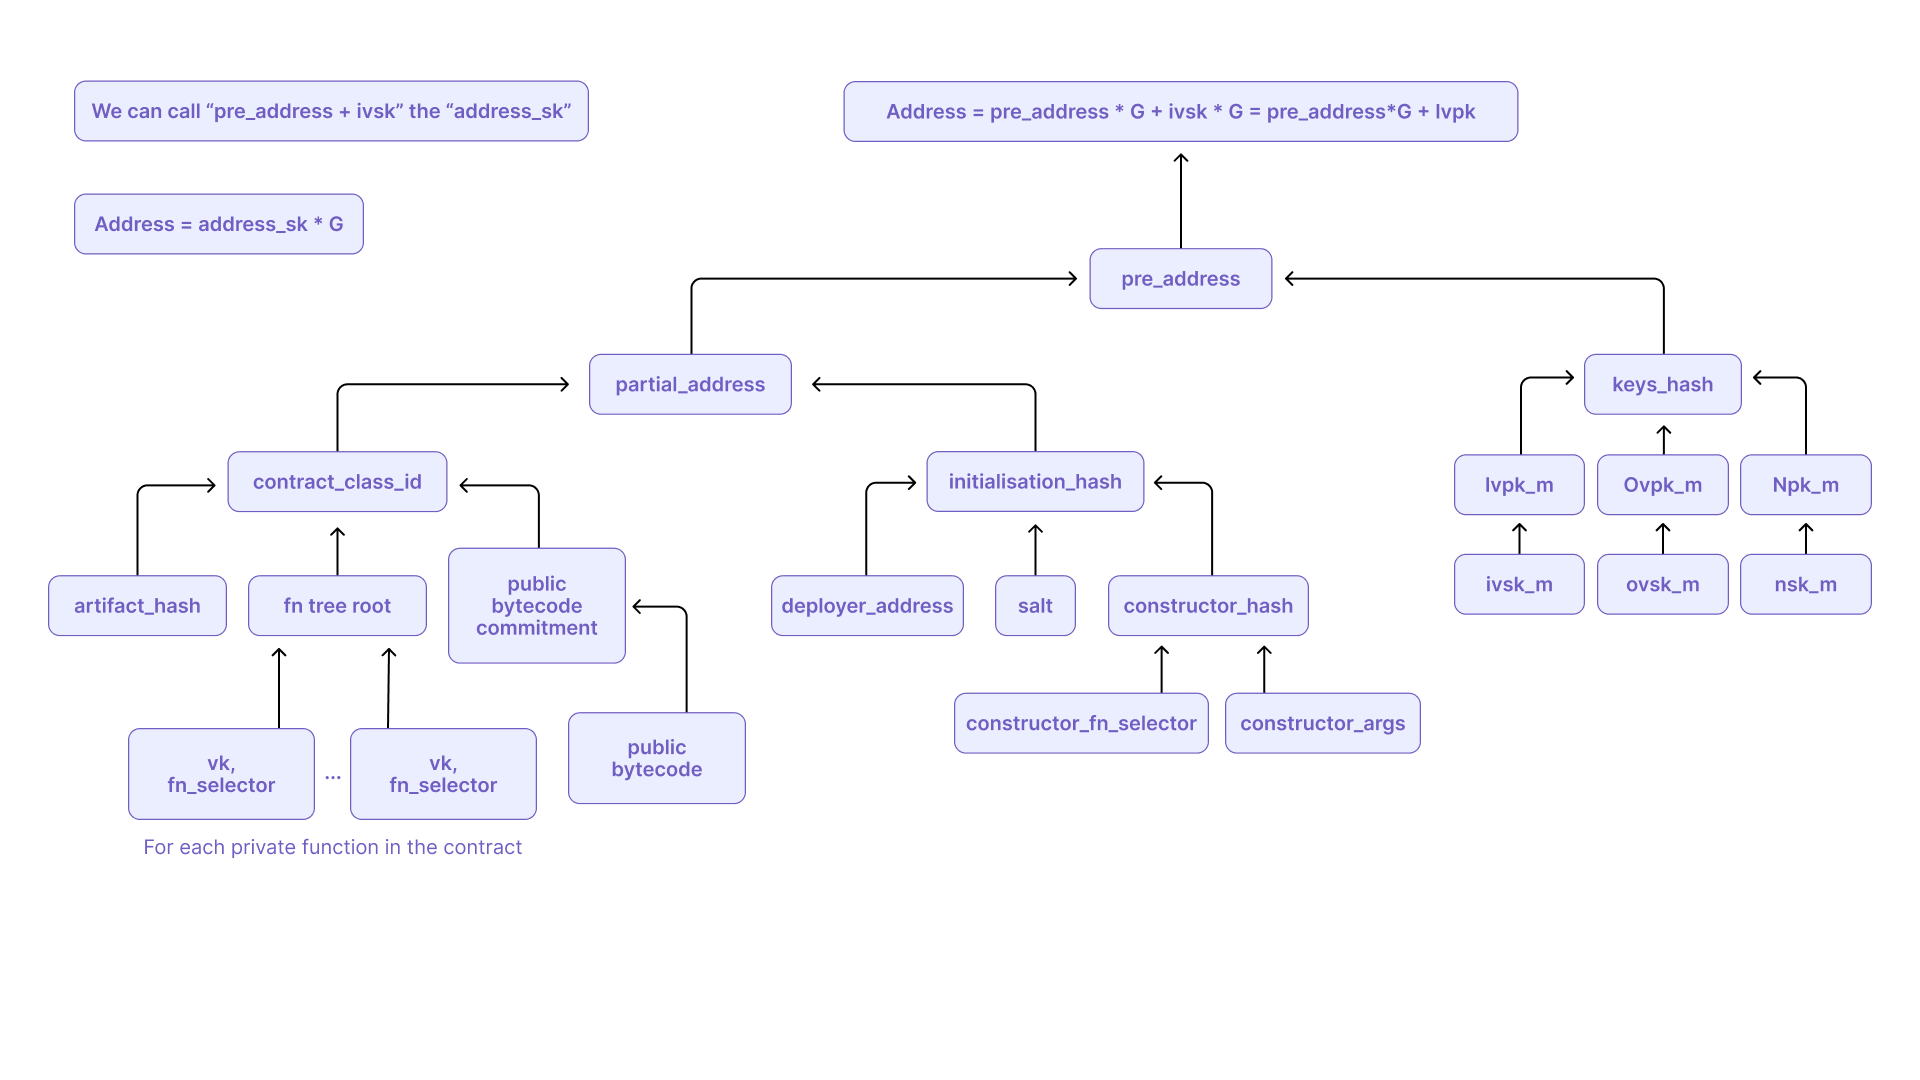 We can call “pre_address + ivsk” the “address_sk”
Address = pre_address * G + ivsk * G = pre_address*G + Ivpk
Address = address_sk * G
pre_address
partial_address
keys_hash
contract_class_id
initialisation_hash
Ivpk_m
Ovpk_m
Npk_m
artifact_hash
fn tree root
public
bytecode
commitment
deployer_address
salt
constructor_hash
ivsk_m
ovsk_m
nsk_m
vk,
fn_selector
...
vk,
fn_selector
public
bytecode
constructor_fn_selector
constructor_args
For each private function in the contract